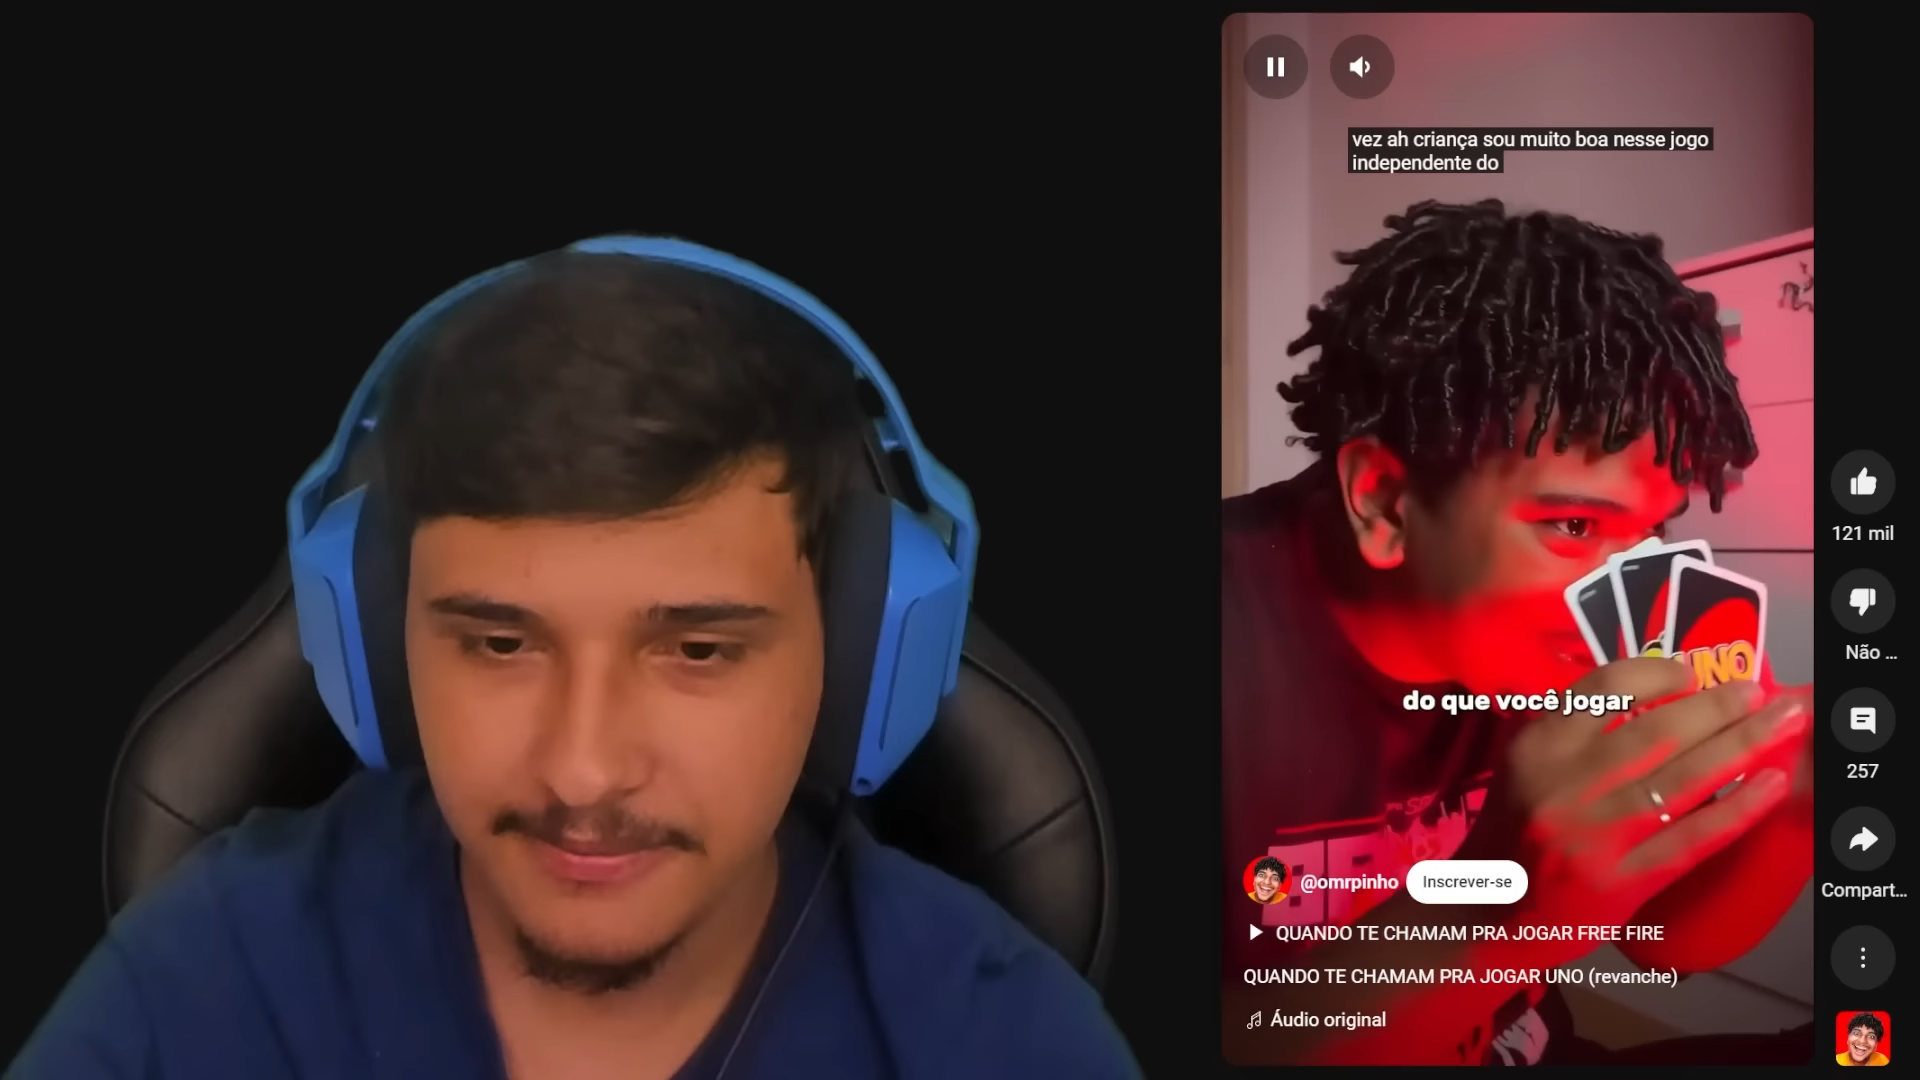 vez ah criança sou muito boa nesse jogo
independente do
UNO
do que você jogar
@omrpinho
Inscrever-se
QUANDO TE CHAMAM PRA JOGAR FREE FIRE
QUANDO TE CHAMAM PRA JOGAR UNO (revanche)
Áudio original
121 mil
Não ...
257
Compart...